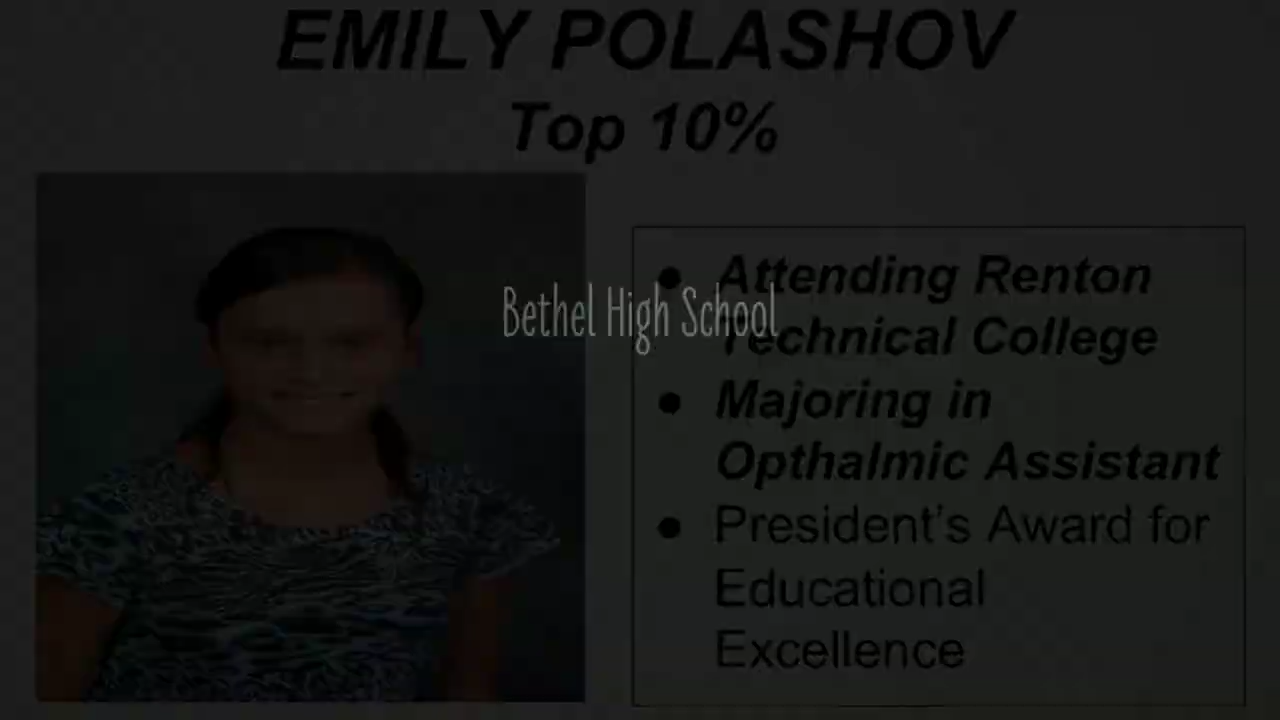 EMILY POLASHOV
Top 10%
Bethel High School
● Attending Renton
Technical College
● Majoring in
Opthalmic Assistant
● President's Award for
Educational
Excellence